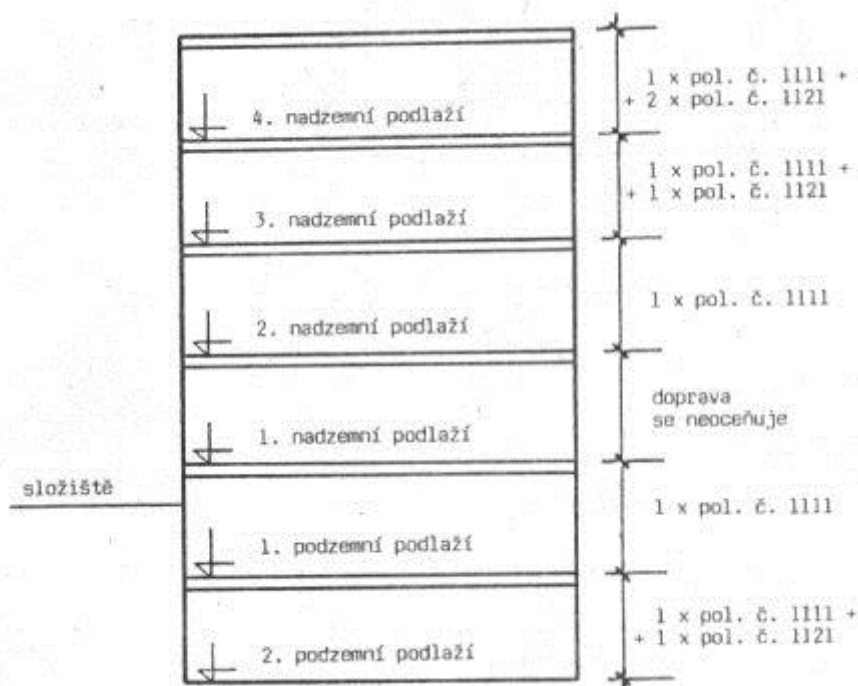 1 x pol. č. 1111 +
+ 2 x pol. č. 1121
4. nadzemní podlaží
1 x pol. č. 1111 +
+ 1 x pol. č. 1121
3. nadzemní podlaží
1 x pol. č. 1111
2. nadzemní podlaží
doprava
se neoceňuje
1. nadzemní podlaží
složiště
1 x pol. č. 1111
1. podzemní podlaží
1 x pol. č. 1111 +
+ 1 x pol. č. 1121
2. podzemní podlaží